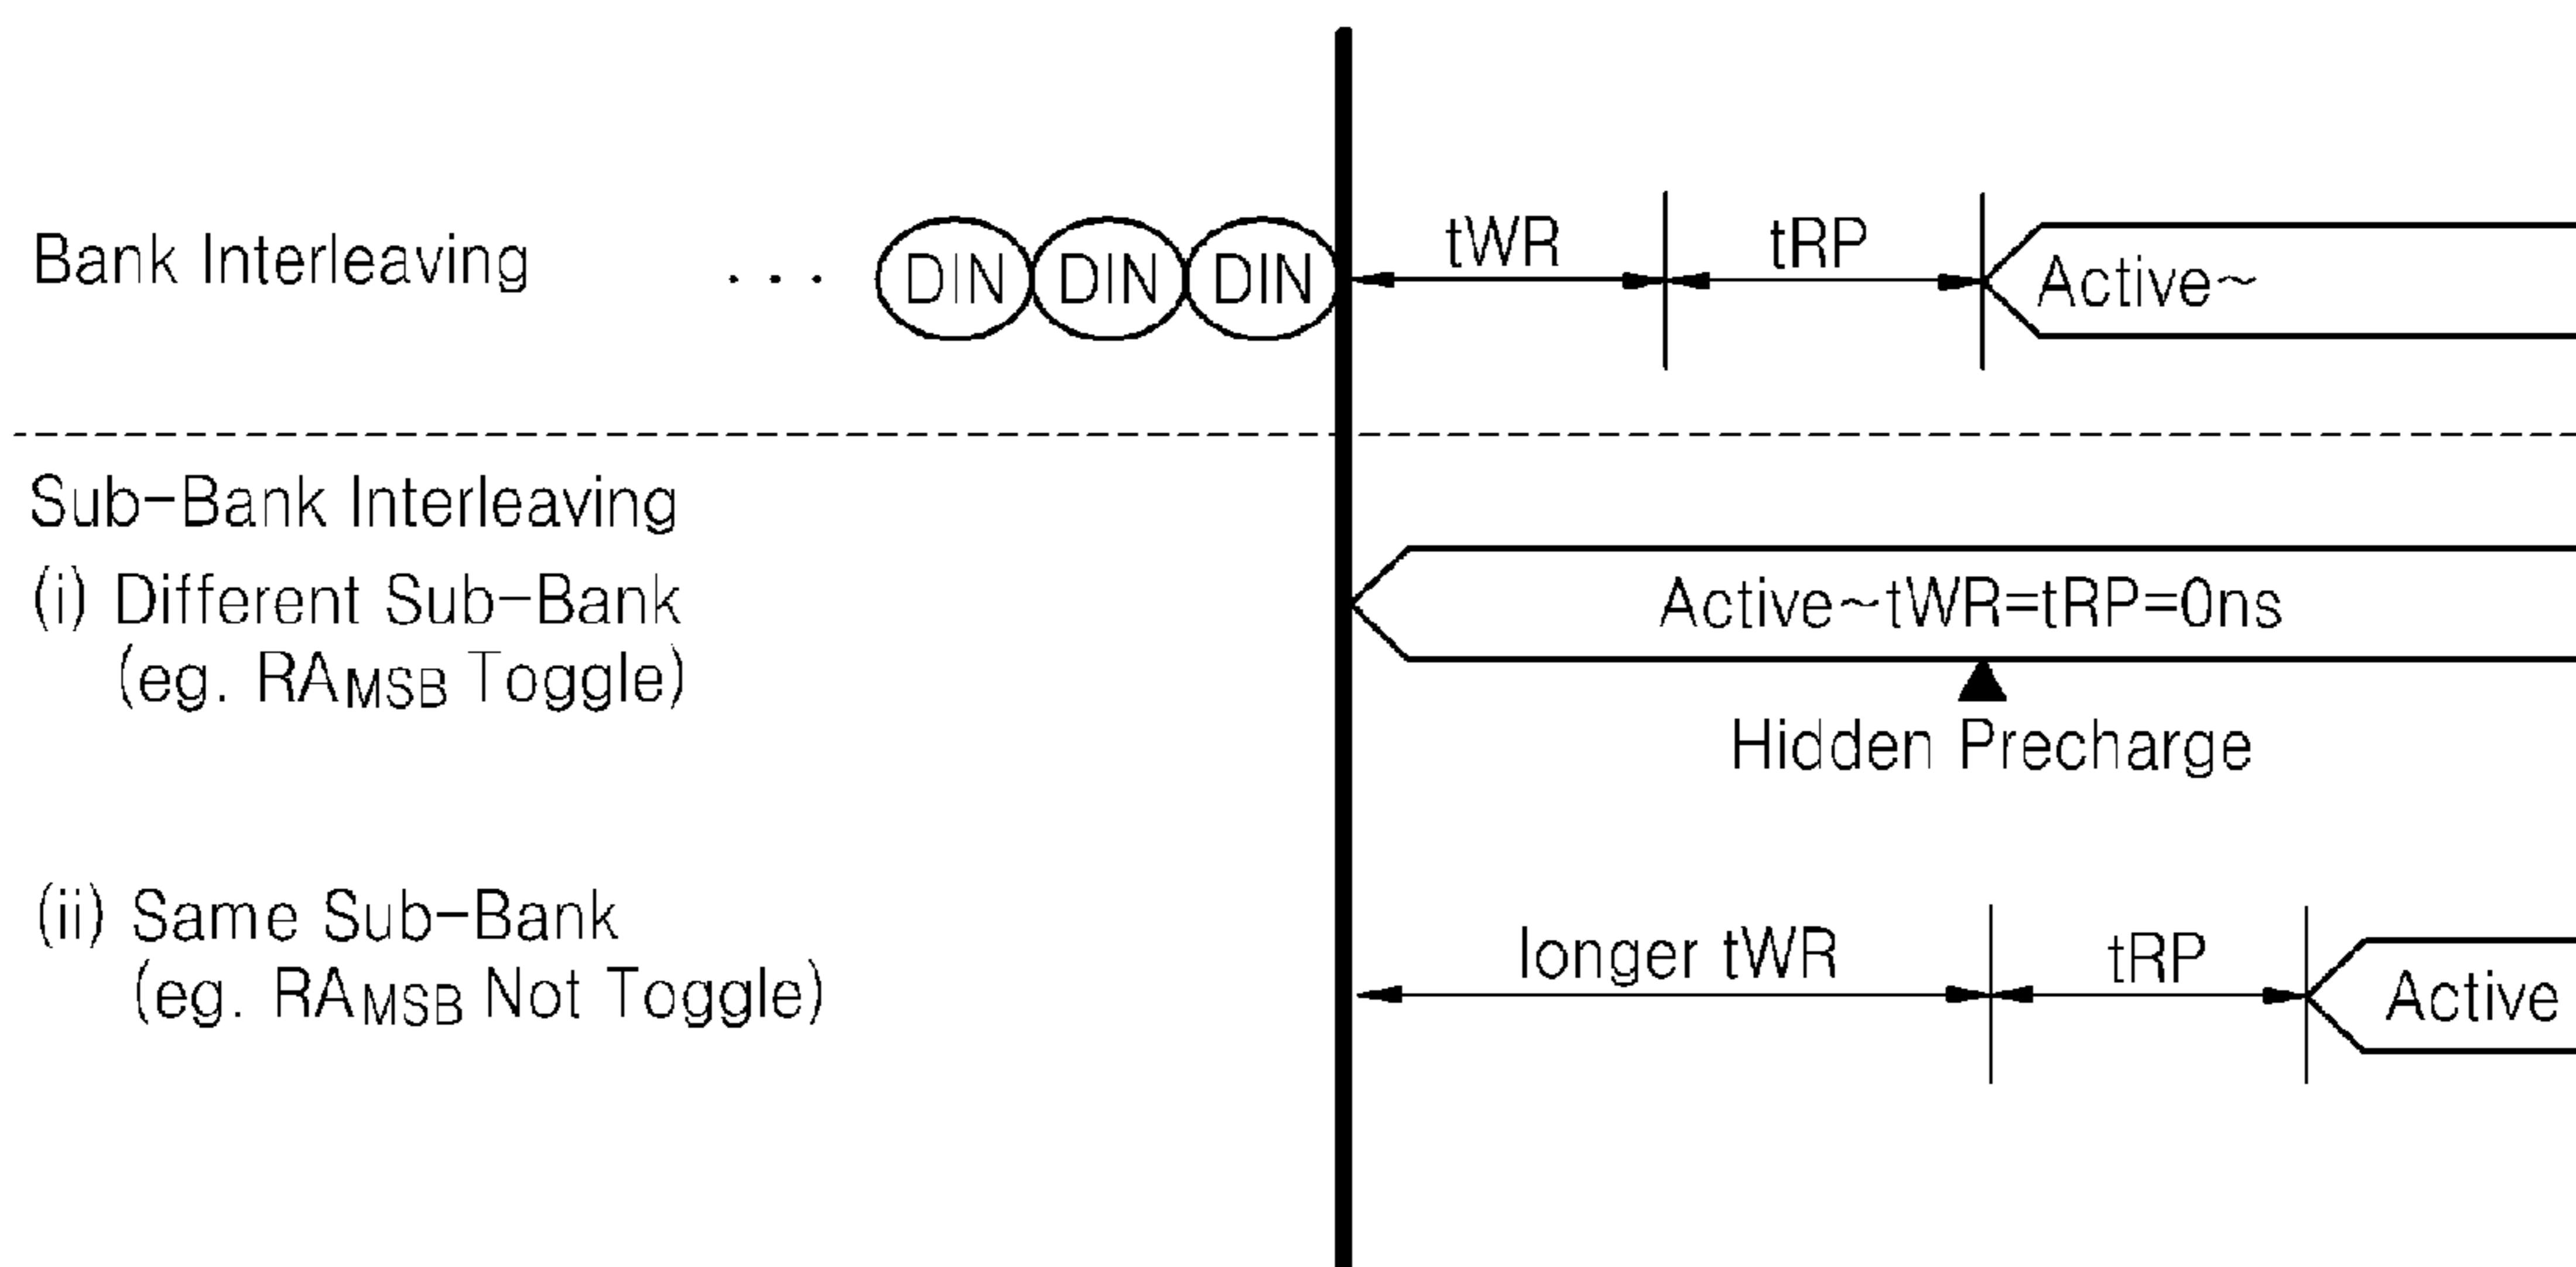 Bank Interleaving . . . DIN DIN DIN tWR tRP Active~
Sub-Bank Interleaving
(i) Different Sub-Bank
(eg. RAMSB Toggle)
Active~tWR=tRP=0ns
Hidden Precharge
(ii) Same Sub-Bank
(eg. RAMSB Not Toggle)
longer tWR tRP Active